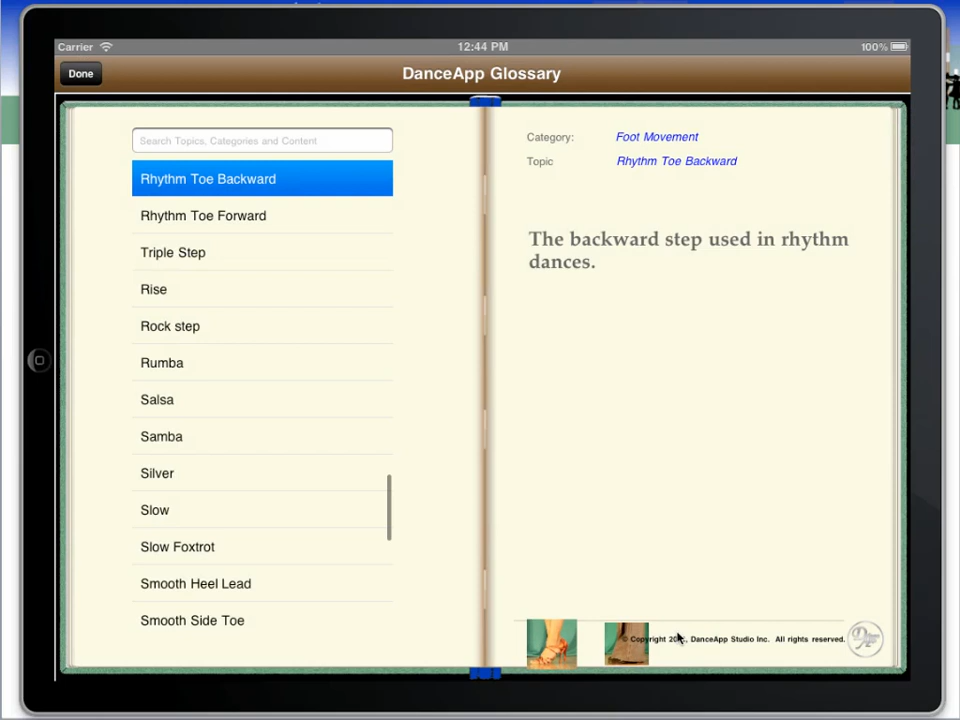 Carrier
12:44 PM
100%
Done
DanceApp Glossary
Search Topics, Categories and Content
Rhythm Toe Backward
Rhythm Toe Forward
Triple Step
Rise
Rock step
Rumba
Salsa
Samba
Silver
Slow
Slow Foxtrot
Smooth Heel Lead
Smooth Side Toe
Category: Foot Movement
Topic Rhythm Toe Backward
The backward step used in rhythm
dances.
© Copyright DanceApp Studio Inc. All rights reserved.